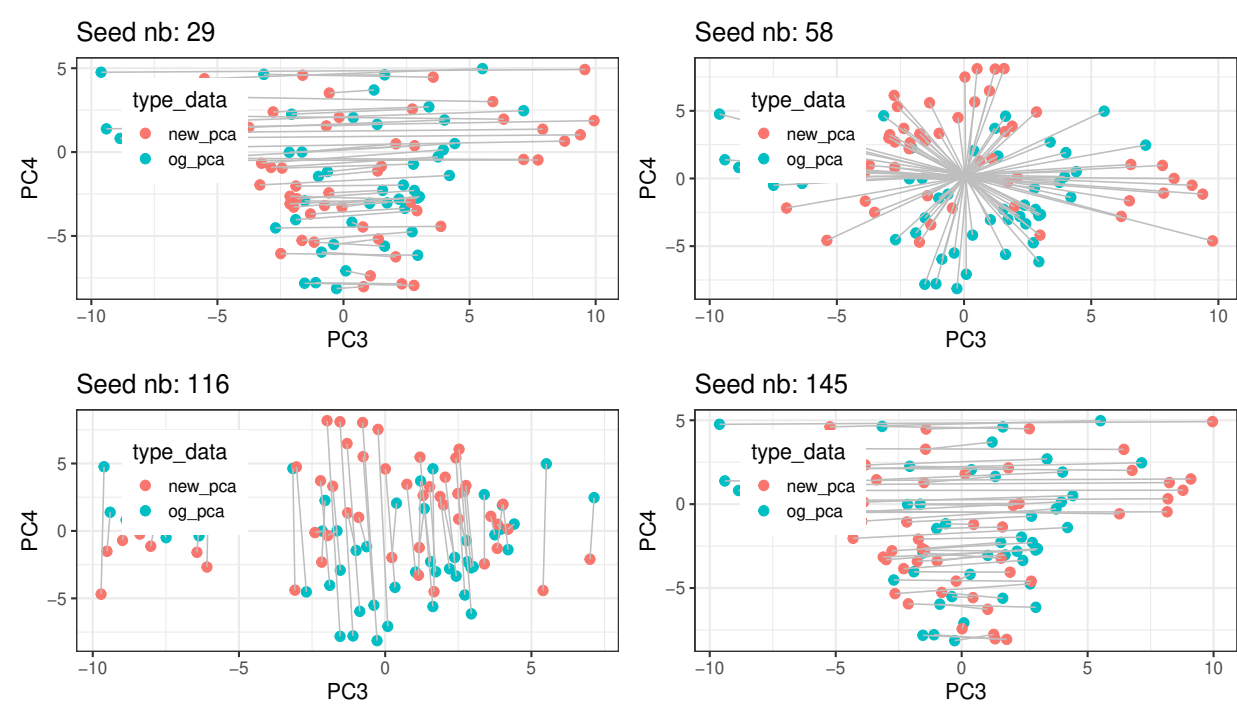 Seed nb: 29
5
0
−5
PC4
type_data
new_pca
og_pca
−10
−5
0
5
10
PC3
Seed nb: 58
5
0
−5
PC4
type_data
new_pca
og_pca
−10
−5
0
5
10
PC3
Seed nb: 116
5
0
−5
PC4
type_data
new_pca
og_pca
−10
−5
0
5
PC3
Seed nb: 145
5
0
−5
PC4
type_data
new_pca
og_pca
−10
−5
0
5
10
PC3